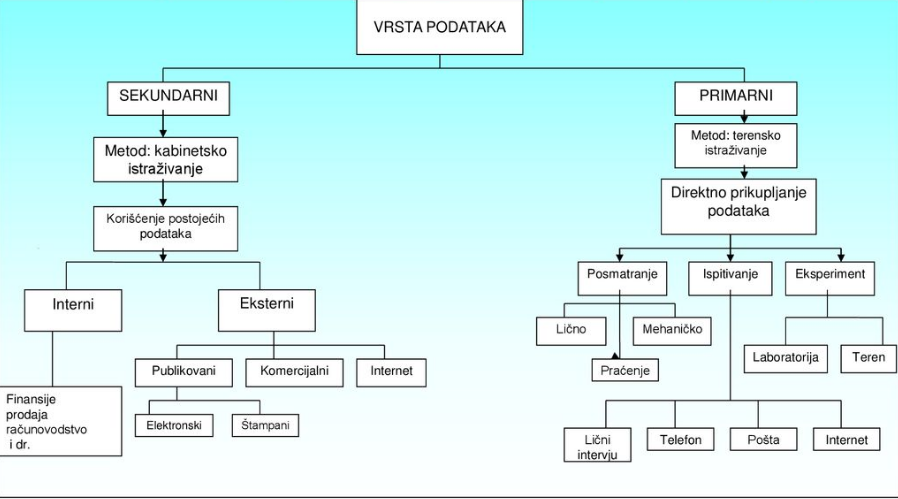 VRSTA PODATAKA
SEKUNDARNI
PRIMARNI
Metod: kabinetsko
istraživanje
Metod: terensko
istraživanje
Korišćenje postojećih
podataka
Direktno prikupljanje
podataka
Interni
Eksterni
Posmatranje
Ispitivanje
Eksperiment
Lično
Mehaničko
Praćenje
Laboratorija
Teren
Publikovani
Komercijalni
Internet
Finansije
prodaja
računovodstvo
i dr.
Elektronski
Štampani
Lični
intervju
Telefon
Pošta
Internet